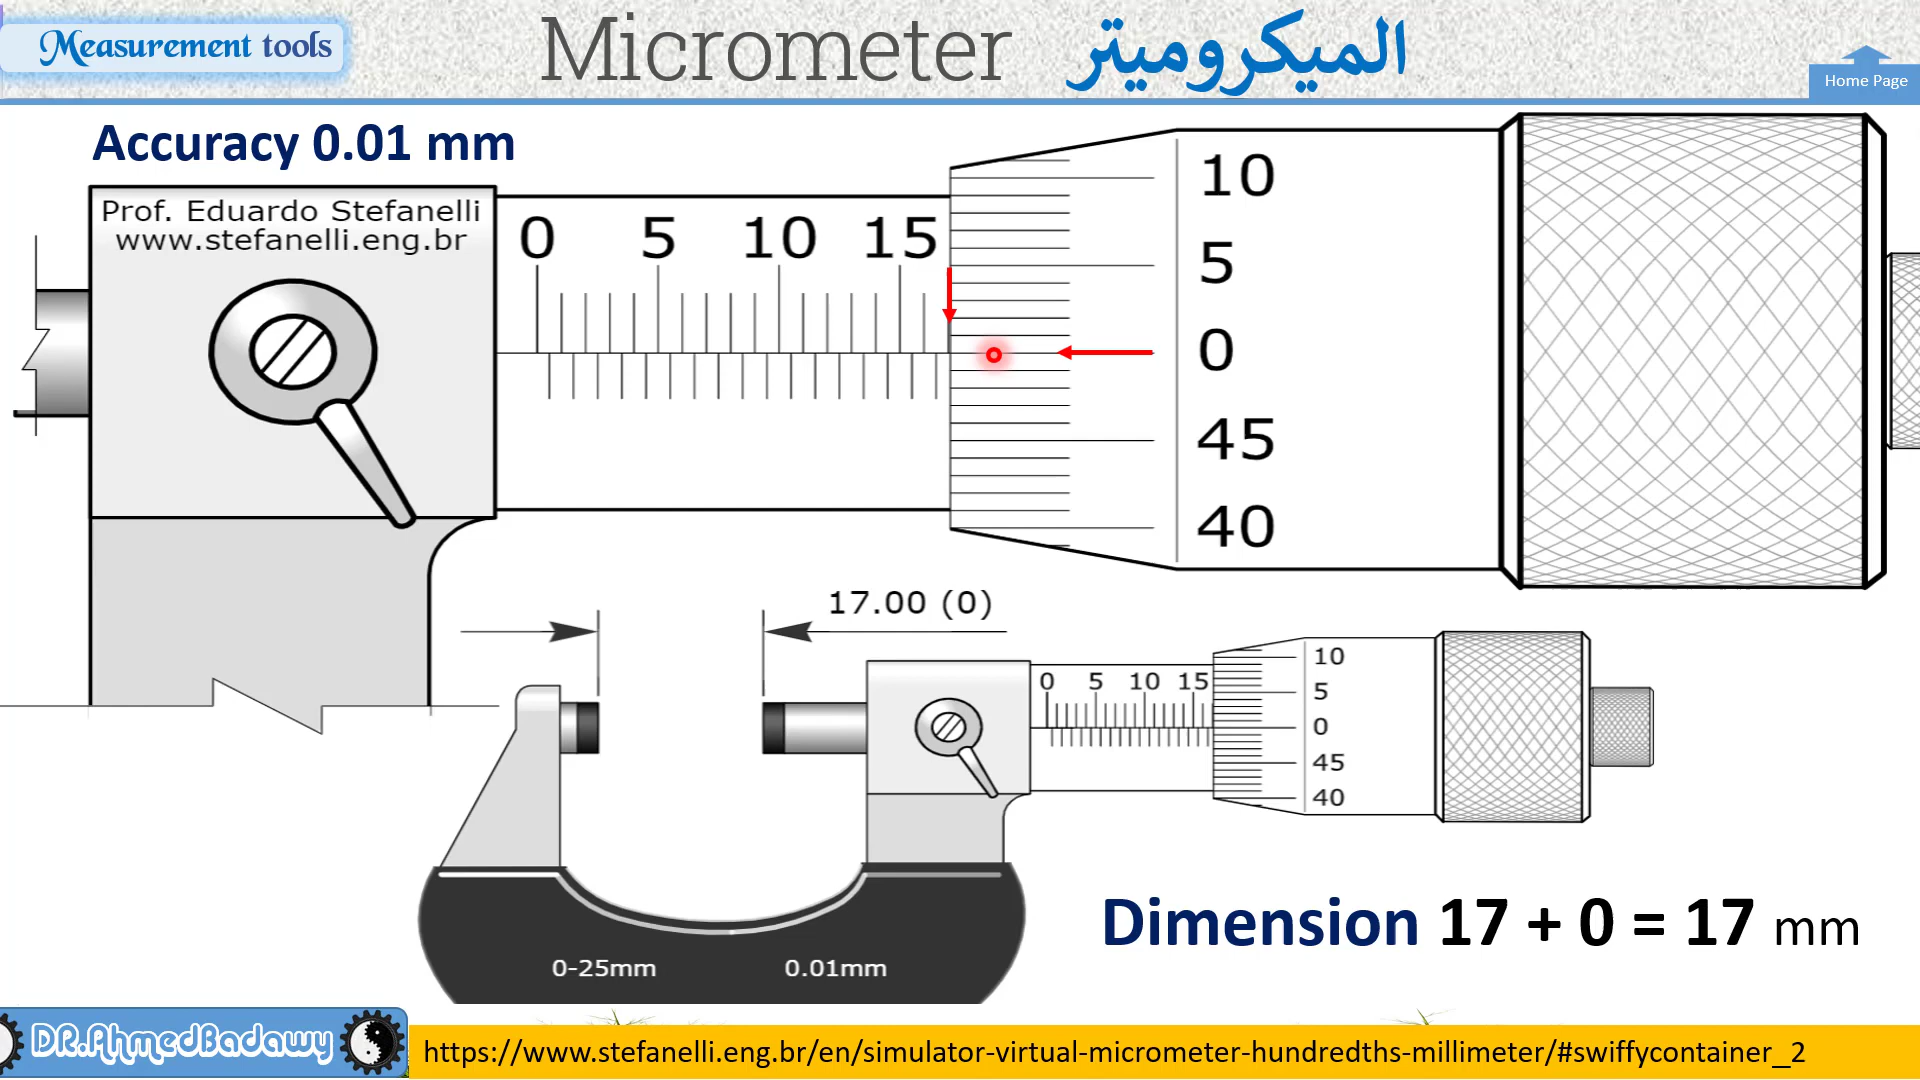 Measurement tools
Micrometer الميكروميتر
Home Page
Accuracy 0.01 mm
Prof. Eduardo Stefanelli
www.stefanelli.eng.br
0 5 10 15
10
5
0
45
40
17.00 (0)
0 5 10 15
10
5
0
45
40
0-25mm 0.01mm
Dimension 17 + 0 = 17 mm
DR.AhmedBadawy
https://www.stefanelli.eng.br/en/simulator-virtual-micrometer-hundredths-millimeter/#swiffycontainer_2